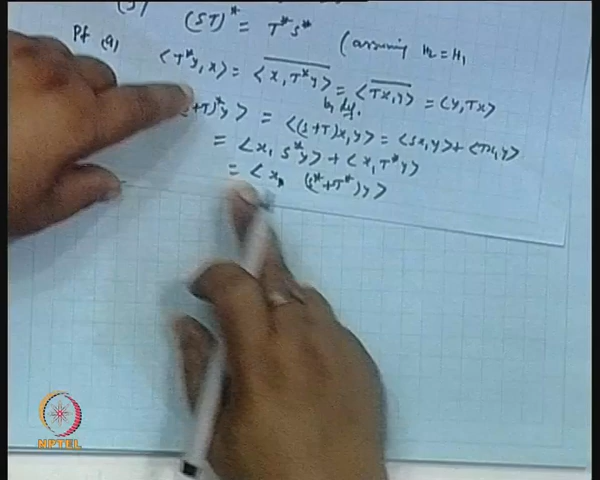 (ST)* = T*S* (assuming H₂ = H₁
Pf (a) <T*y, x> = <x, T*y>‾ = <Tx, y>‾ = <y, Tx>
by def.
+T)*y> = <(S+T)x, y> = <Sx, y> + <Tx, y>
= <x, S*y> + <x, T*y>
= <x, (S*+T*)y>
NPTEL